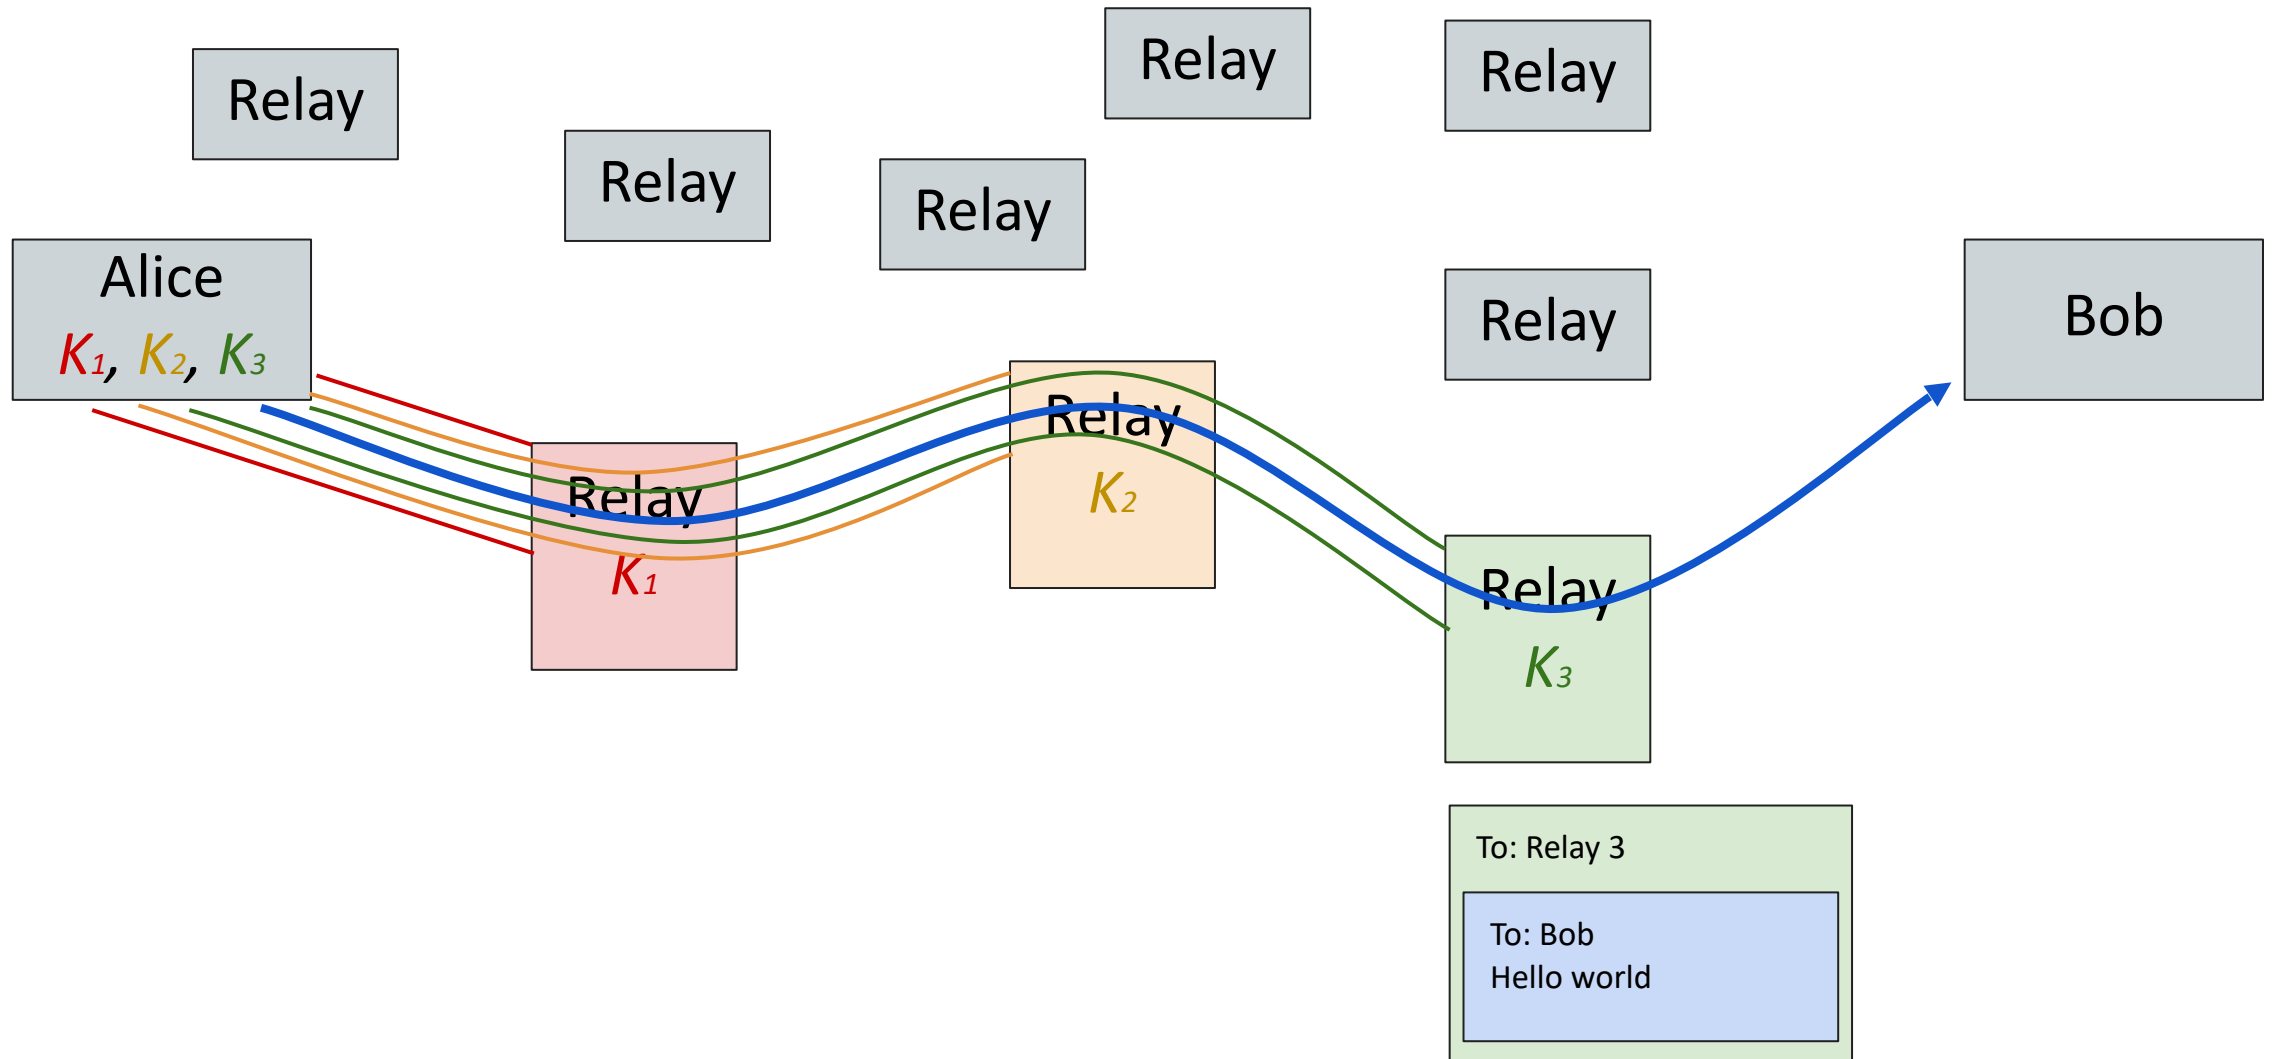 Relay
Relay
Relay
Relay
Relay
Alice
K1, K2, K3
Relay
Bob
Relay
K1
Relay
K2
Relay
K3
To: Relay 3
To: Bob
Hello world